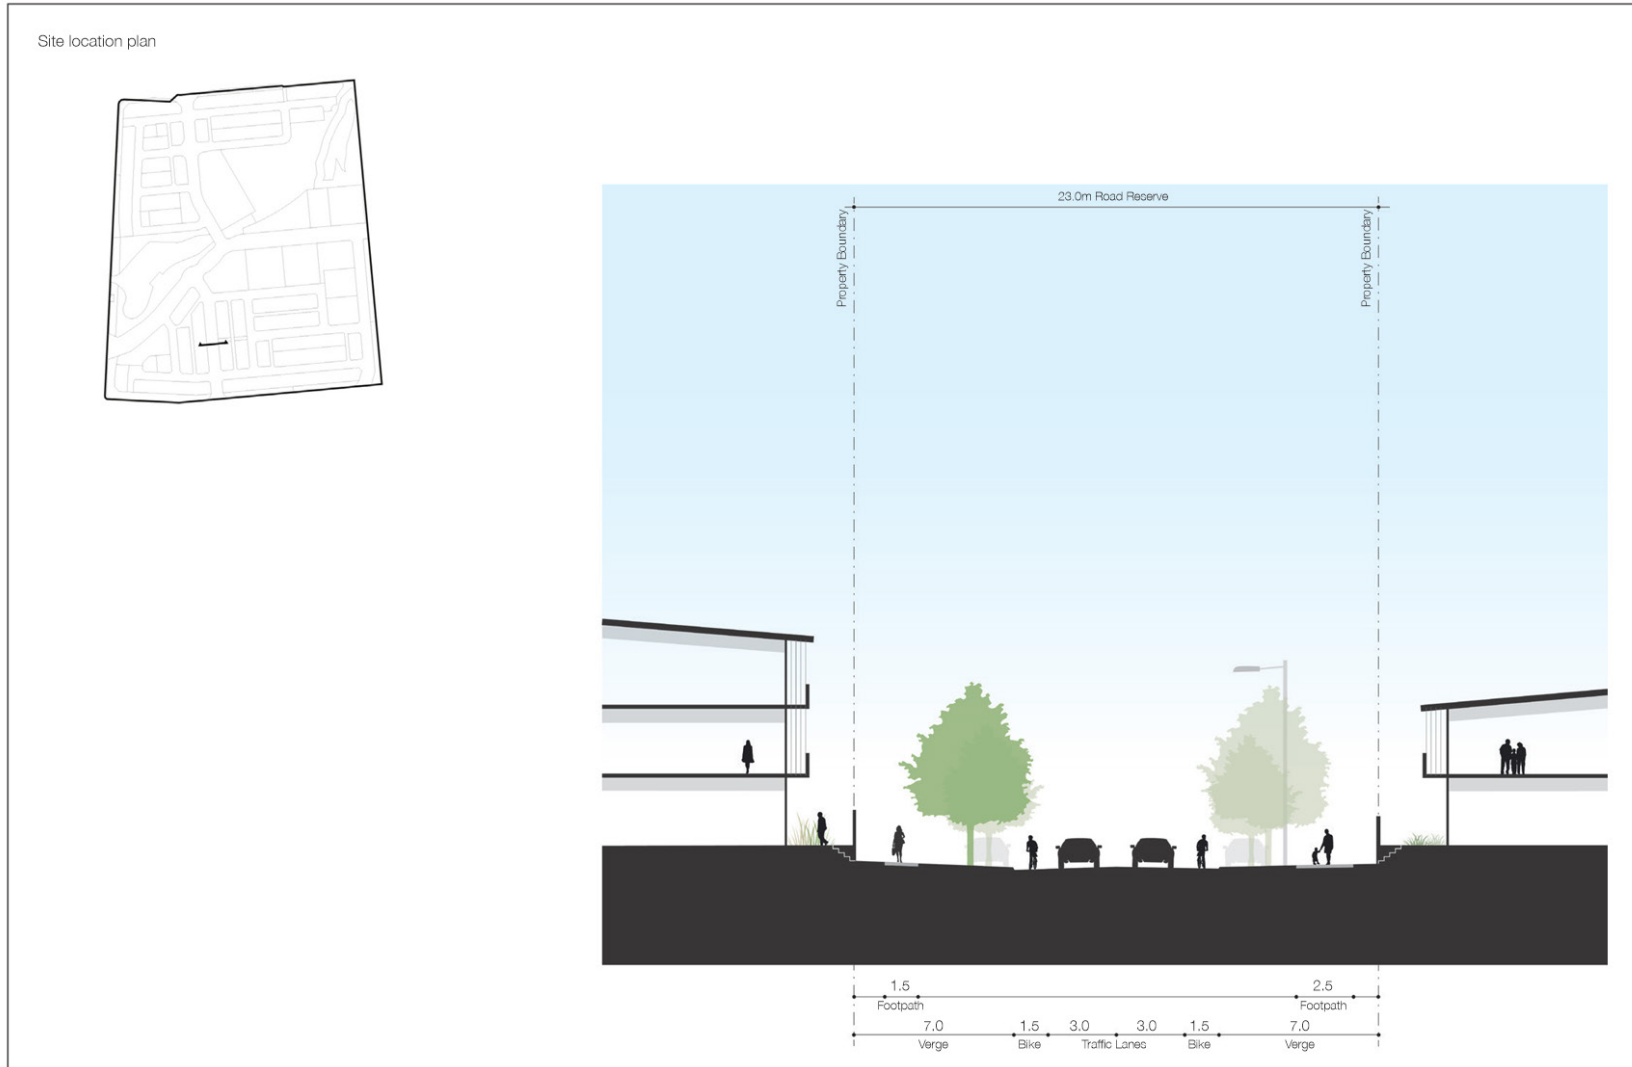 Site location plan
23.0m Road Reserve
Property Boundary
Property Boundary
1.5
2.5
Footpath
Footpath
7.0
1.5
3.0
3.0
1.5
7.0
Verge
Bike
Traffic Lanes
Bike
Verge